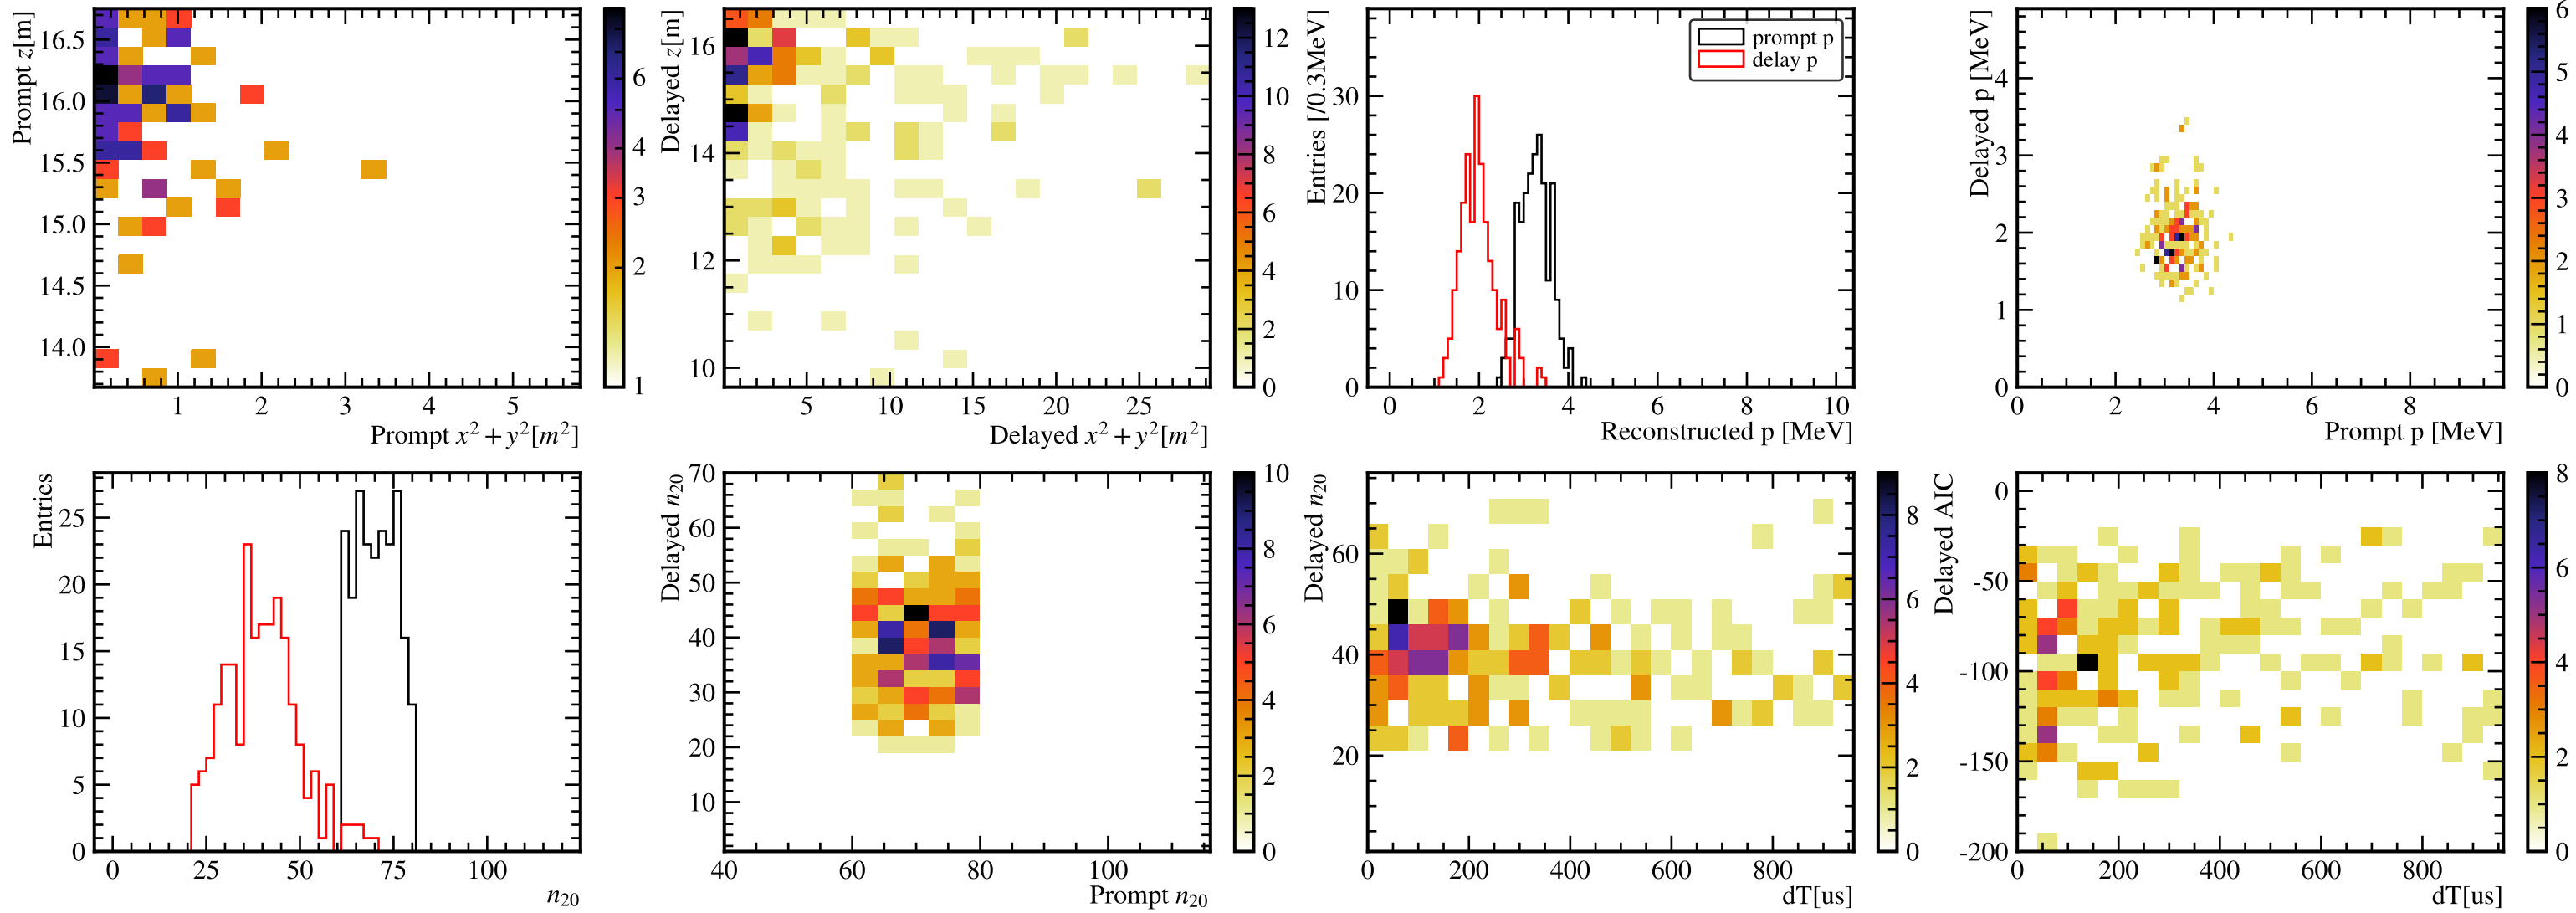 Prompt z[m]
16.5
16.0
15.5
15.0
14.5
14.0
1 2 3 4 5
Prompt x² + y²[m²]
6
4
3
2
1
Delayed z[m]
16
14
12
10
5 10 15 20 25
Delayed x² + y²[m²]
12
10
8
6
4
2
0
Entries [/0.3MeV]
30
20
10
0
0 2 4 6 8 10
Reconstructed p [MeV]
prompt p
delay p
Delayed p [MeV]
4
3
2
1
0
0 2 4 6 8
Prompt p [MeV]
6
5
4
3
2
1
0
Entries
25
20
15
10
5
0
0 25 50 75 100
n₂₀
Delayed n₂₀
70
60
50
40
30
20
10
40 60 80 100
Prompt n₂₀
10
8
6
4
2
0
Delayed n₂₀
60
40
20
0 200 400 600 800
dT[us]
8
6
4
2
0
Delayed AIC
0
-50
-100
-150
-200
0 200 400 600 800
dT[us]
8
6
4
2
0